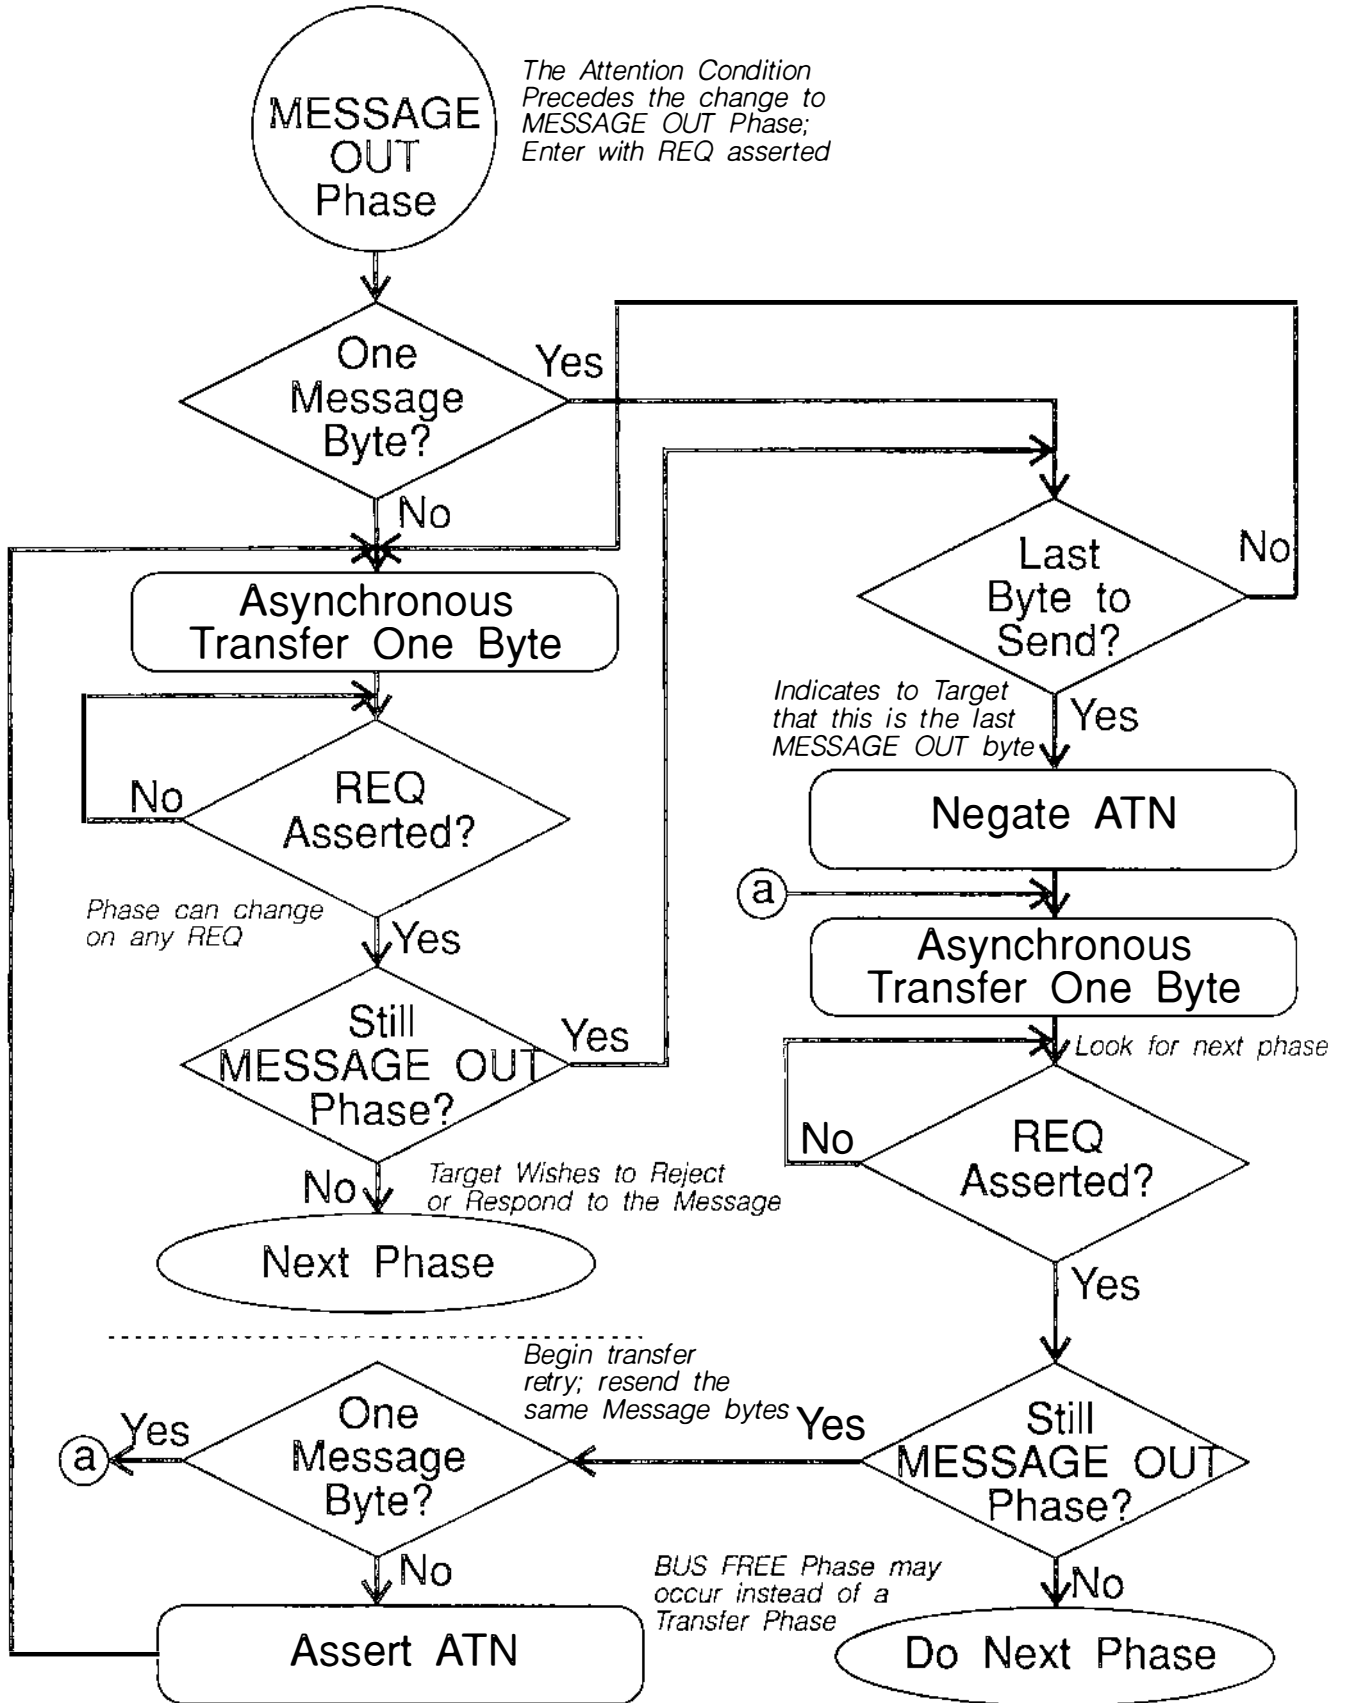 MESSAGE
OUT
Phase
The Attention Condition
Precedes the change to
MESSAGE OUT Phase;
Enter with REQ asserted
One
Message
Byte?
Yes
No
Asynchronous
Transfer One Byte
REQ
Asserted?
No
Phase can change
on any REQ
Yes
Still
MESSAGE OUT
Phase?
Yes
No
Target Wishes to Reject
or Respond to the Message
Next Phase
Last
Byte to
Send?
No
Indicates to Target
that this is the last
MESSAGE OUT byte
Yes
Negate ATN
a
Asynchronous
Transfer One Byte
Look for next phase
REQ
Asserted?
No
Yes
Still
MESSAGE OUT
Phase?
Yes
Begin transfer
retry; resend the
same Message bytes
One
Message
Byte?
Yes
a
No
Assert ATN
BUS FREE Phase may
occur instead of a
Transfer Phase
No
Do Next Phase